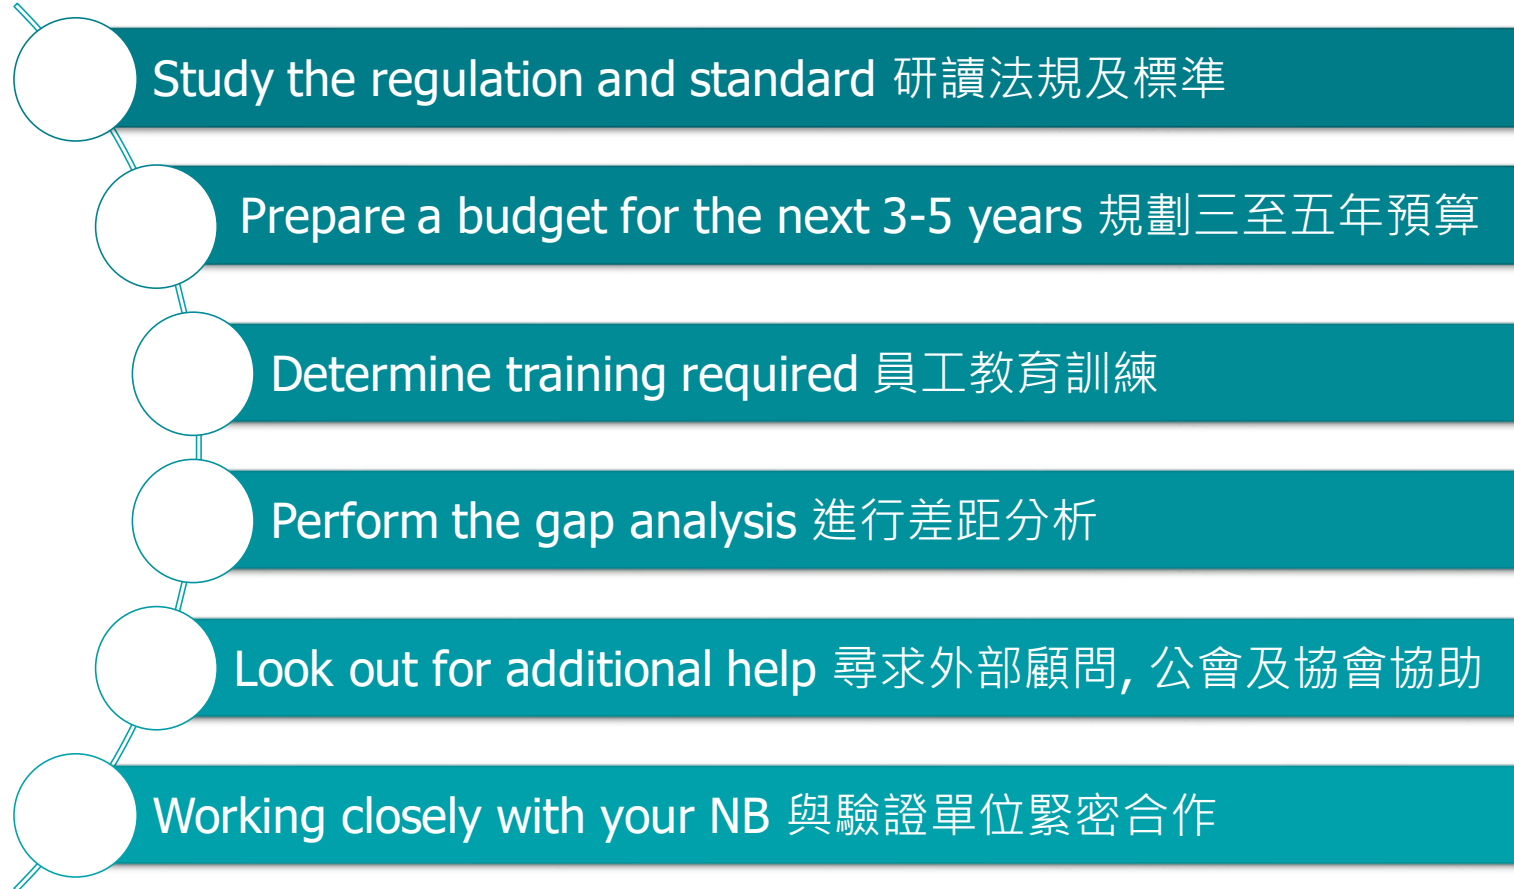 Study the regulation and standard 研讀法規及標準
Prepare a budget for the next 3-5 years 規劃三至五年預算
Determine training required 員工教育訓練
Perform the gap analysis 進行差距分析
Look out for additional help 尋求外部顧問, 公會及協會協助
Working closely with your NB 與驗證單位緊密合作